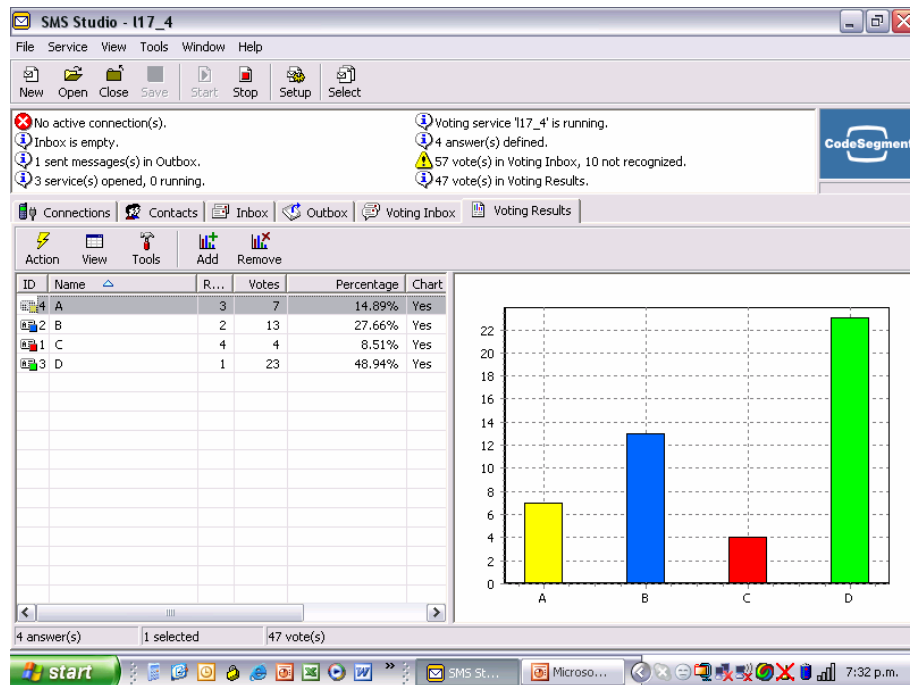 SMS Studio - l17_4
File Service View Tools Window Help
New Open Close Save Start Stop Setup Select
No active connection(s).
Inbox is empty.
1 sent messages(s) in Outbox.
3 service(s) opened, 0 running.
Voting service 'l17_4' is running.
4 answer(s) defined.
57 vote(s) in Voting Inbox, 10 not recognized.
47 vote(s) in Voting Results.
CodeSegment
Connections Contacts Inbox Outbox Voting Inbox Voting Results
Action View Tools Add Remove
ID Name R... Votes Percentage Chart
4 A 3 7 14.89% Yes
2 B 2 13 27.66% Yes
1 C 4 4 8.51% Yes
3 D 1 23 48.94% Yes
22
20
18
16
14
12
10
8
6
4
2
0
A B C D
4 answer(s) 1 selected 47 vote(s)
start » SMS St... Microso... 7:32 p.m.